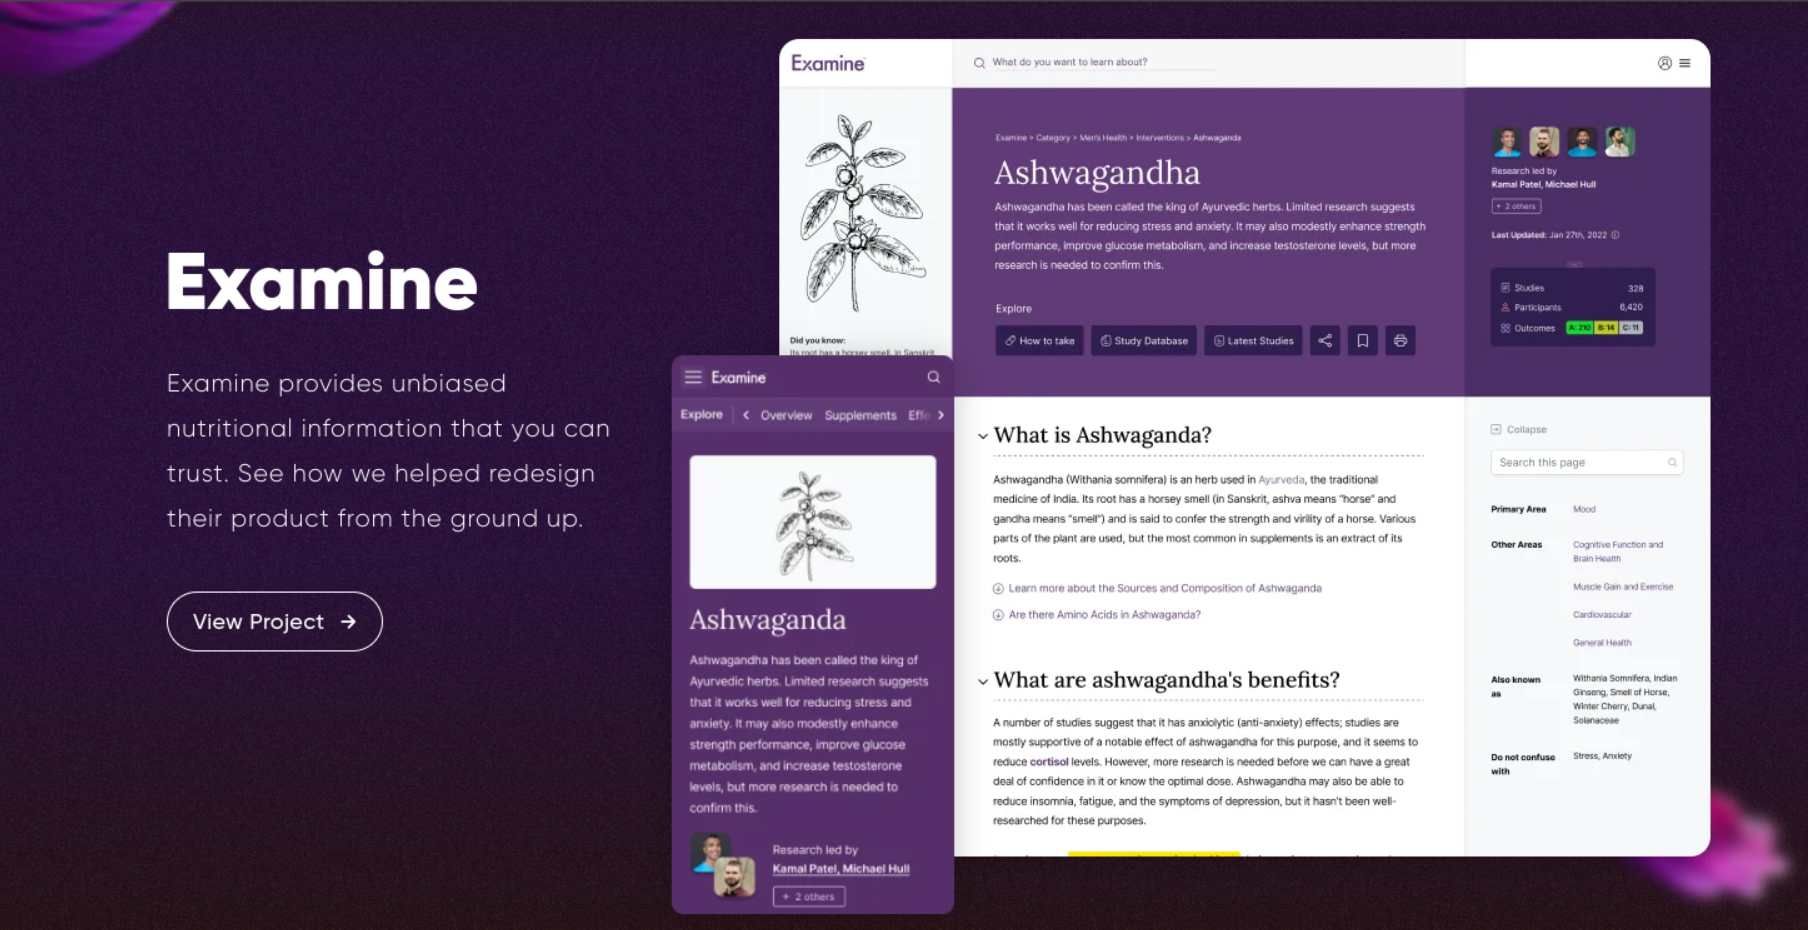 Examine
Examine provides unbiased
nutritional information that you can
trust. See how we helped redesign
their product from the ground up.
View Project
Examine
What do you want to learn about?
Did you know:
Its root has a horsey smell. In Sanskrit,
Examine > Category > Men's Health > Interventions > Ashwaganda
Ashwagandha
Ashwagandha has been called the king of Ayurvedic herbs. Limited research suggests
that it works well for reducing stress and anxiety. It may also modestly enhance strength
performance, improve glucose metabolism, and increase testosterone levels, but more
research is needed to confirm this.
Explore
How to take
Study Database
Latest Studies
Research led by
Kamal Patel, Michael Hull
+ 2 others
Last Updated: Jan 27th, 2022
Studies 328
Participants 6,420
Outcomes A: 210 B: 14 C: 11
What is Ashwaganda?
Ashwagandha (Withania somnifera) is an herb used in Ayurveda, the traditional
medicine of India. Its root has a horsey smell (in Sanskrit, ashva means "horse" and
gandha means "smell") and is said to confer the strength and virility of a horse. Various
parts of the plant are used, but the most common in supplements is an extract of its
roots.
Learn more about the Sources and Composition of Ashwaganda
Are there Amino Acids in Ashwaganda?
What are ashwagandha's benefits?
A number of studies suggest that it has anxiolytic (anti-anxiety) effects; studies are
mostly supportive of a notable effect of ashwagandha for this purpose, and it seems to
reduce cortisol levels. However, more research is needed before we can have a great
deal of confidence in it or know the optimal dose. Ashwagandha may also be able to
reduce insomnia, fatigue, and the symptoms of depression, but it hasn't been well-
researched for these purposes.
Collapse
Search this page
Primary Area Mood
Other Areas Cognitive Function and
Brain Health
Muscle Gain and Exercise
Cardiovascular
General Health
Also known as Withania Somnifera, Indian
Ginseng, Smell of Horse,
Winter Cherry, Dunal,
Solanaceae
Do not confuse with Stress, Anxiety
Examine
Explore Overview Supplements Effe
Ashwaganda
Ashwagandha has been called the king of
Ayurvedic herbs. Limited research suggests
that it works well for reducing stress and
anxiety. It may also modestly enhance
strength performance, improve glucose
metabolism, and increase testosterone
levels, but more research is needed to
confirm this.
Research led by
Kamal Patel, Michael Hull
+ 2 others